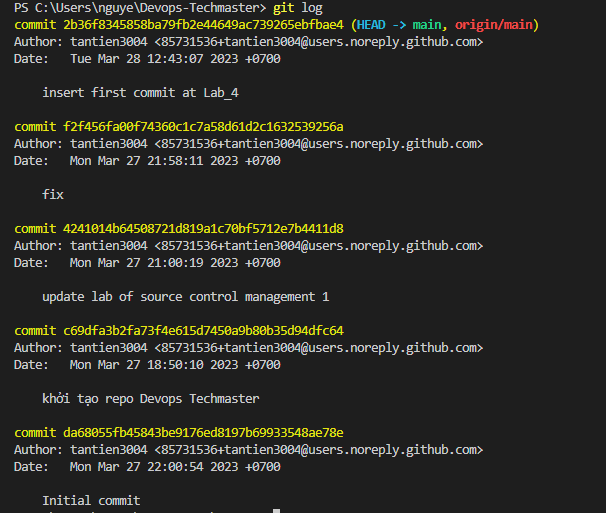 PS C:\Users\nguye\Devops-Techmaster> git log
commit 2b36f8345858ba79fb2e44649ac739265ebfbae4 (HEAD -> main, origin/main)
Author: tantien3004 <85731536+tantien3004@users.noreply.github.com>
Date:   Tue Mar 28 12:43:07 2023 +0700
insert first commit at Lab_4
commit f2f456fa00f74360c1c7a58d61d2c1632539256a
Author: tantien3004 <85731536+tantien3004@users.noreply.github.com>
Date:   Mon Mar 27 21:58:11 2023 +0700
fix
commit 4241014b64508721d819a1c70bf5712e7b4411d8
Author: tantien3004 <85731536+tantien3004@users.noreply.github.com>
Date:   Mon Mar 27 21:00:19 2023 +0700
update lab of source control management 1
commit c69dfa3b2fa73f4e615d7450a9b80b35d94dfc64
Author: tantien3004 <85731536+tantien3004@users.noreply.github.com>
Date:   Mon Mar 27 18:50:10 2023 +0700
khởi tạo repo Devops Techmaster
commit da68055fb45843be9176ed8197b69933548ae78e
Author: tantien3004 <85731536+tantien3004@users.noreply.github.com>
Date:   Mon Mar 27 22:00:54 2023 +0700
Initial commit